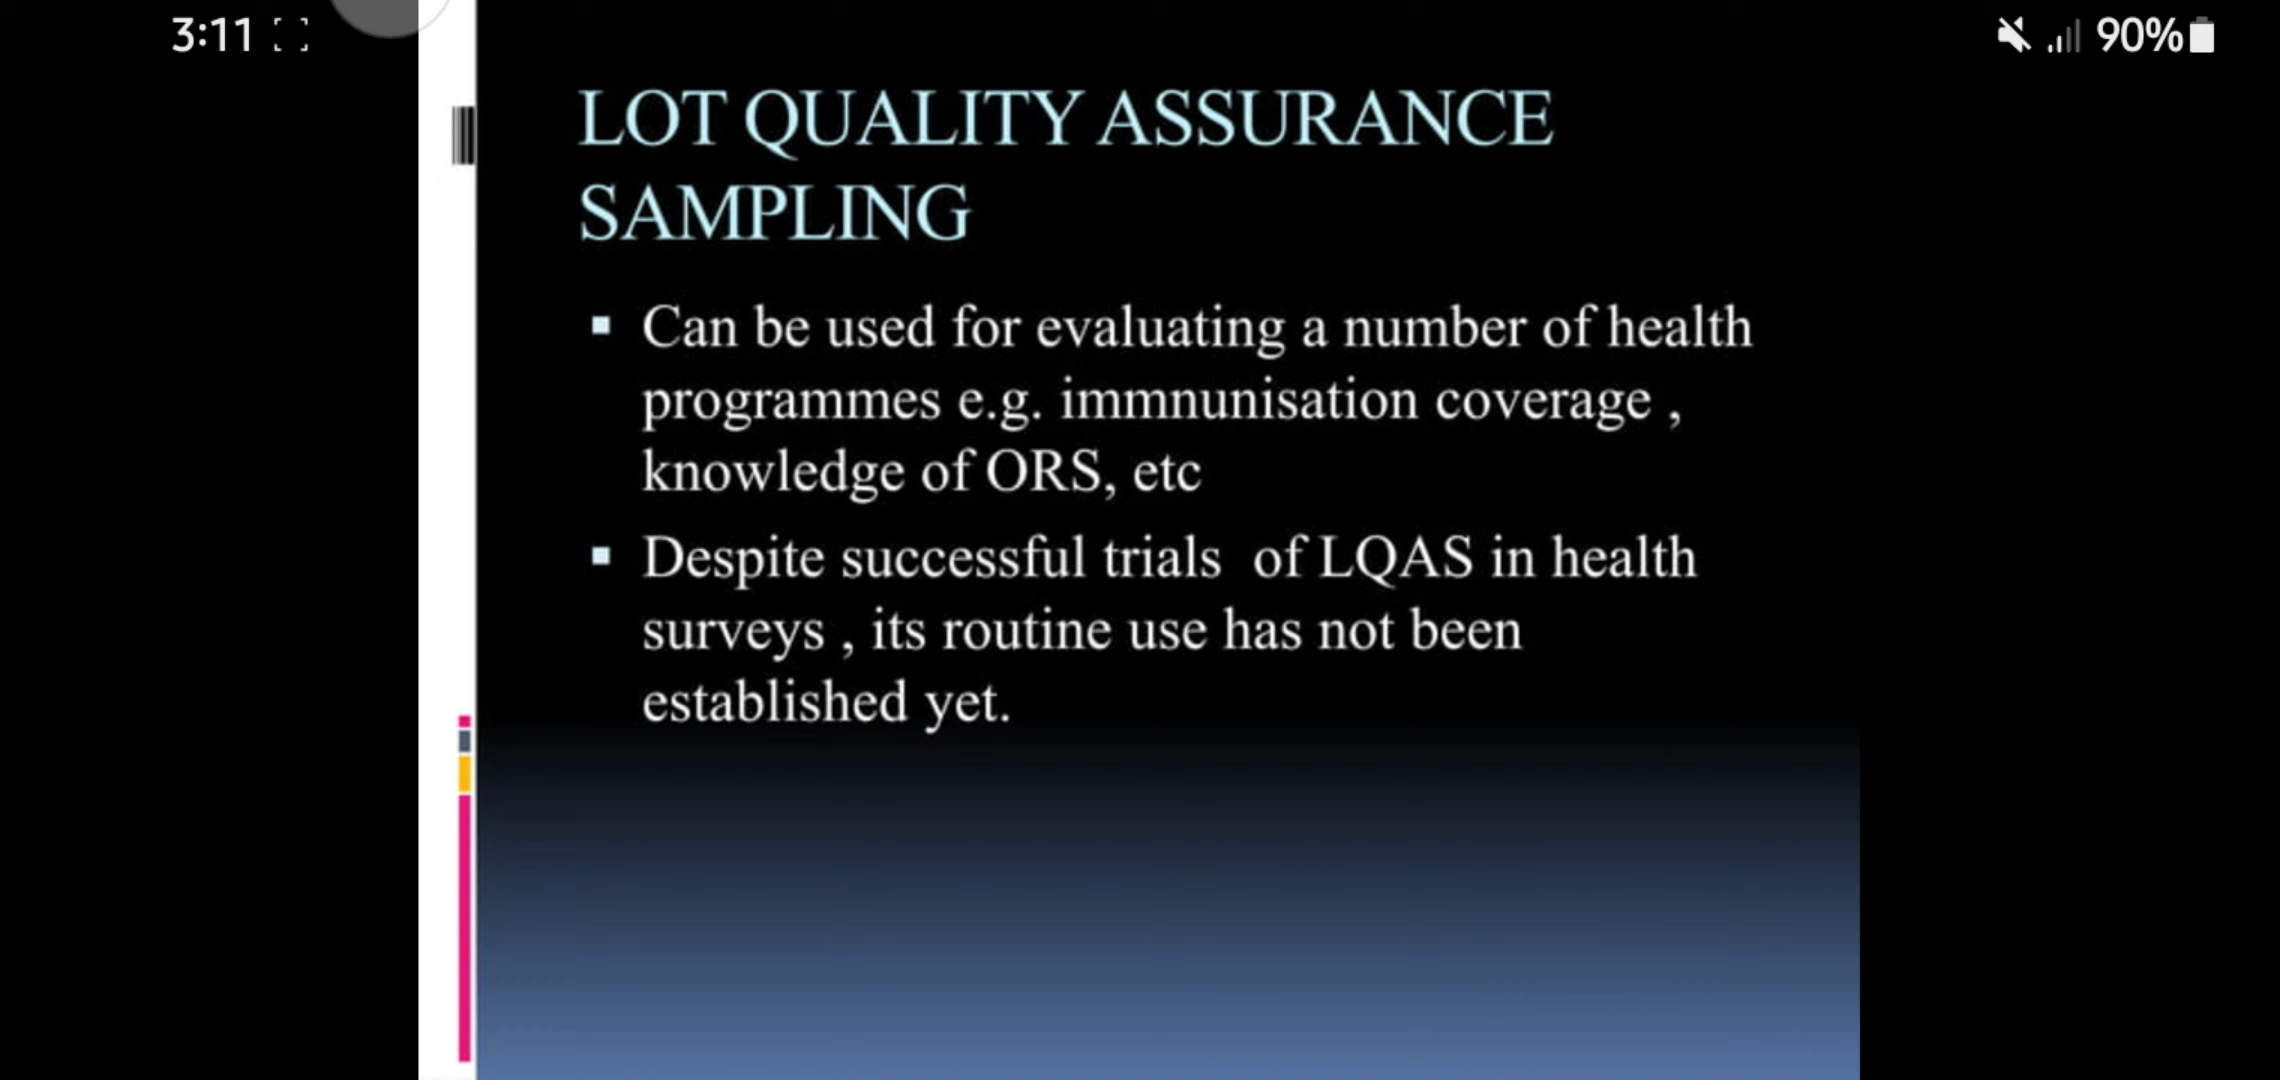 3:11
90%
LOT QUALITY ASSURANCE
SAMPLING
▪ Can be used for evaluating a number of health
programmes e.g. immnunisation coverage ,
knowledge of ORS, etc
▪ Despite successful trials  of LQAS in health
surveys , its routine use has not been
established yet.